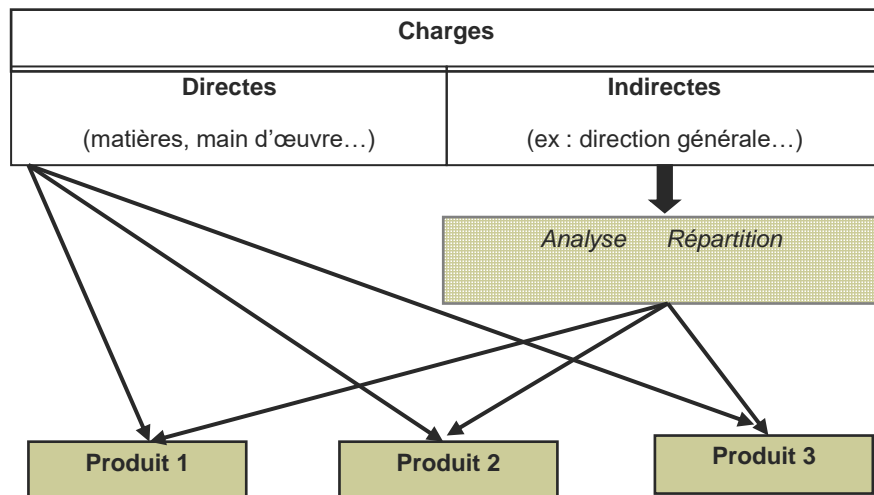 Charges
Directes
(matières, main d'œuvre…)
Indirectes
(ex : direction générale…)
Analyse Répartition
Produit 1
Produit 2
Produit 3